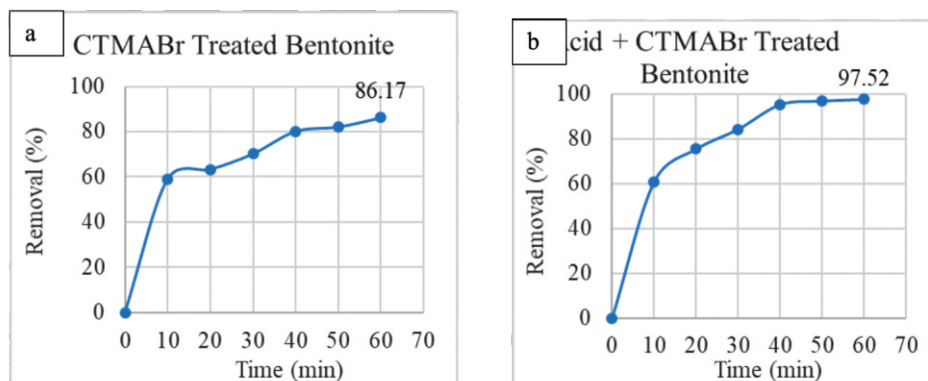 a
CTMABr Treated Bentonite
86.17
100
80
60
40
20
0
Removal (%)
0 10 20 30 40 50 60 70
Time (min)
b
cid + CTMABr Treated
Bentonite
97.52
100
80
60
40
20
0
Removal (%)
0 10 20 30 40 50 60 70
Time (min)